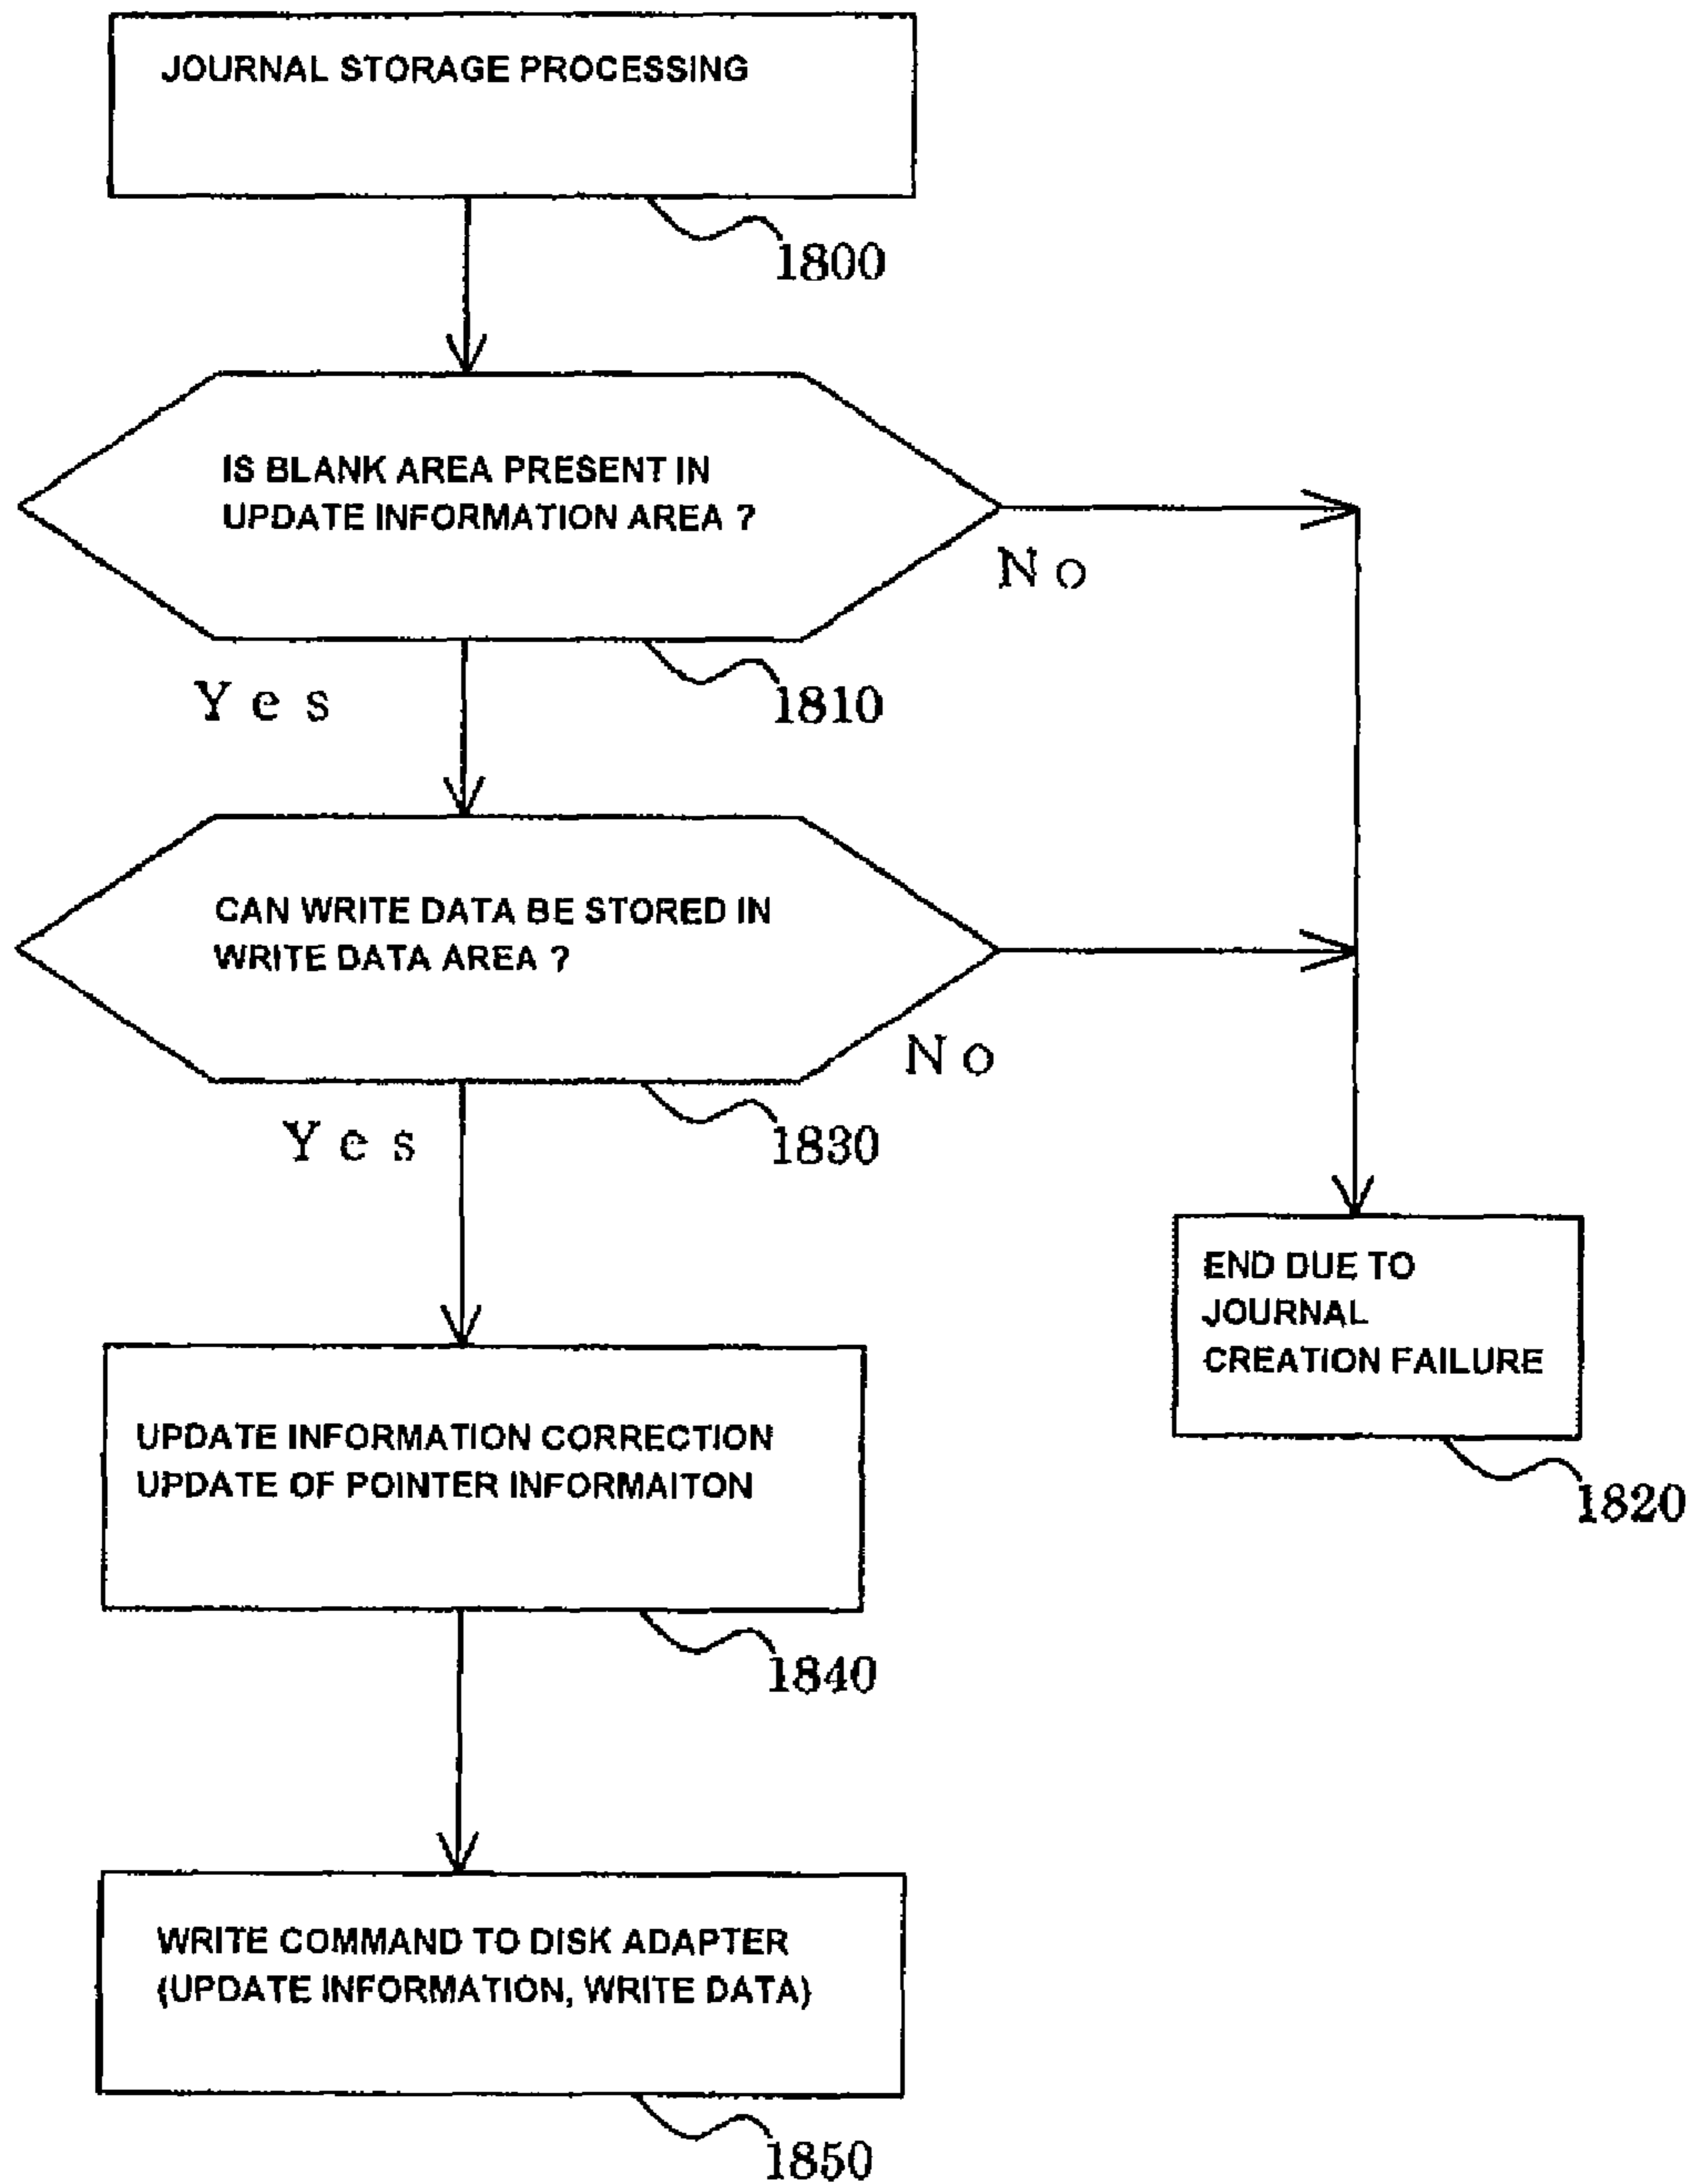 JOURNAL STORAGE PROCESSING
1800
IS BLANK AREA PRESENT IN
UPDATE INFORMATION AREA ?
No
Yes
1810
CAN WRITE DATA BE STORED IN
WRITE DATA AREA ?
No
Yes
1830
END DUE TO
JOURNAL
CREATION FAILURE
1820
UPDATE INFORMATION CORRECTION
UPDATE OF POINTER INFORMAITON
1840
WRITE COMMAND TO DISK ADAPTER
(UPDATE INFORMATION, WRITE DATA)
1850